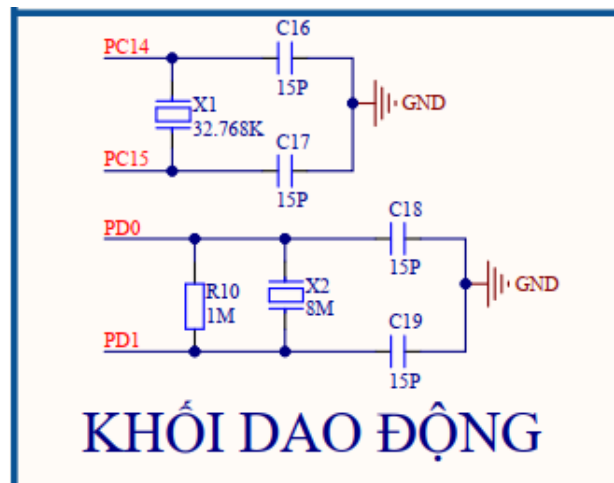 C16
PC14
15P
X1
32.768K
GND
C17
PC15
15P
C18
PD0
15P
R10
1M
X2
8M
GND
C19
PD1
15P
KHỐI DAO ĐỘNG